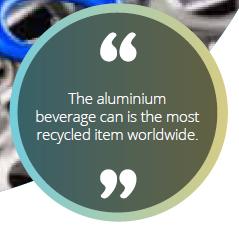 “
The aluminium
beverage can is the most
recycled item worldwide.
”